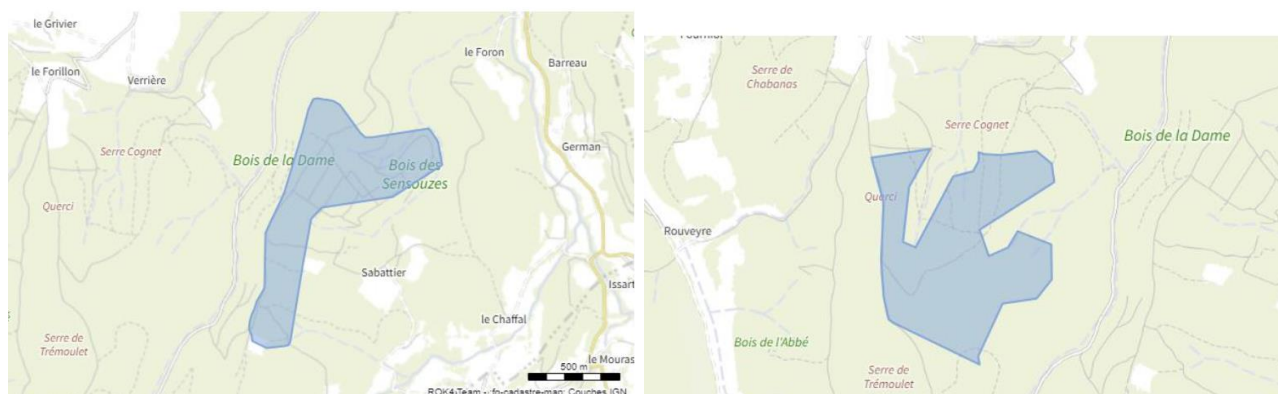 le Grivier
le Foron
le Forillon
Verrière
Barreau
Serre Cognet
Bois de la Dame
German
Bois des
Sensouzes
Querci
Sabattier
Issart
le Chaffal
Serre de
Trémoulet
le Mouras
500 m
Serre de
Chabanas
Serre Cognet
Bois de la Dame
Querci
Rouveyre
Bois de l'Abbé
Serre de
Trémoulet